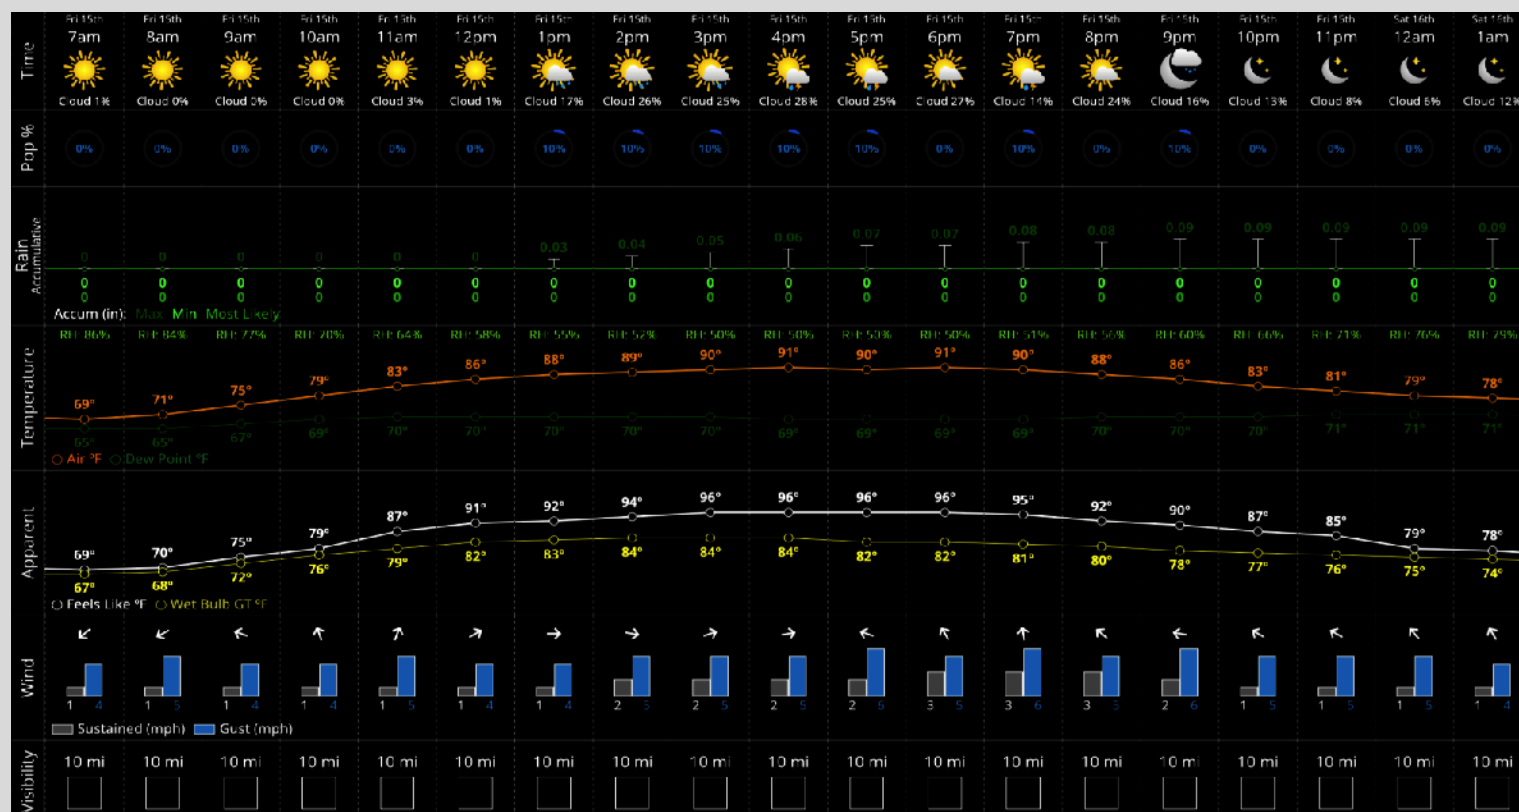 Time
Fri 15th Fri 15th Fri 15th Fri 15th Fri 15th Fri 15th Fri 15th Fri 15th Fri 15th Fri 15th Fri 15th Fri 15th Fri 15th Fri 15th Fri 15th Fri 15th Fri 15th Sat 16th Sat 16th
7am 8am 9am 10am 11am 12pm 1pm 2pm 3pm 4pm 5pm 6pm 7pm 8pm 9pm 10pm 11pm 12am 1am
Cloud 1% Cloud 0% Cloud 0% Cloud 0% Cloud 3% Cloud 1% Cloud 17% Cloud 26% Cloud 25% Cloud 28% Cloud 25% Cloud 27% Cloud 14% Cloud 24% Cloud 16% Cloud 13% Cloud 8% Cloud 6% Cloud 12%
Pop %
0% 0% 0% 0% 0% 0% 10% 10% 10% 10% 10% 0% 10% 0% 10% 0% 0% 0% 0%
Rain
Accumulative
0 0 0 0 0 0 0.03 0.04 0.05 0.06 0.07 0.07 0.08 0.08 0.09 0.09 0.09 0.09 0.09
0 0 0 0 0 0 0 0 0 0 0 0 0 0 0 0 0 0 0
0 0 0 0 0 0 0 0 0 0 0 0 0 0 0 0 0 0 0
Accum (in): Max Min Most Likely
Temperature
RH: 86% RH: 84% RH: 77% RH: 70% RH: 64% RH: 58% RH: 55% RH: 52% RH: 50% RH: 50% RH: 50% RH: 50% RH: 51% RH: 56% RH: 60% RH: 66% RH: 71% RH: 76% RH: 79%
69° 71° 75° 79° 83° 86° 88° 89° 90° 91° 90° 91° 90° 88° 86° 83° 81° 79° 78°
65° 65° 67° 69° 70° 70° 70° 70° 70° 69° 69° 69° 69° 70° 70° 70° 71° 71° 71°
Air °F Dew Point °F
Apparent
69° 70° 75° 79° 87° 91° 92° 94° 96° 96° 96° 96° 95° 92° 90° 87° 85° 79° 78°
67° 68° 72° 76° 79° 82° 83° 84° 84° 84° 82° 82° 81° 80° 78° 77° 76° 75° 74°
Feels Like °F Wet Bulb GT °F
Wind
1 4 1 5 1 4 1 4 1 5 1 4 1 4 2 5 2 5 2 5 2 6 3 5 3 6 3 5 2 6 1 5 1 5 1 5 1 4
Sustained (mph) Gust (mph)
Visibility
10 mi 10 mi 10 mi 10 mi 10 mi 10 mi 10 mi 10 mi 10 mi 10 mi 10 mi 10 mi 10 mi 10 mi 10 mi 10 mi 10 mi 10 mi 10 mi